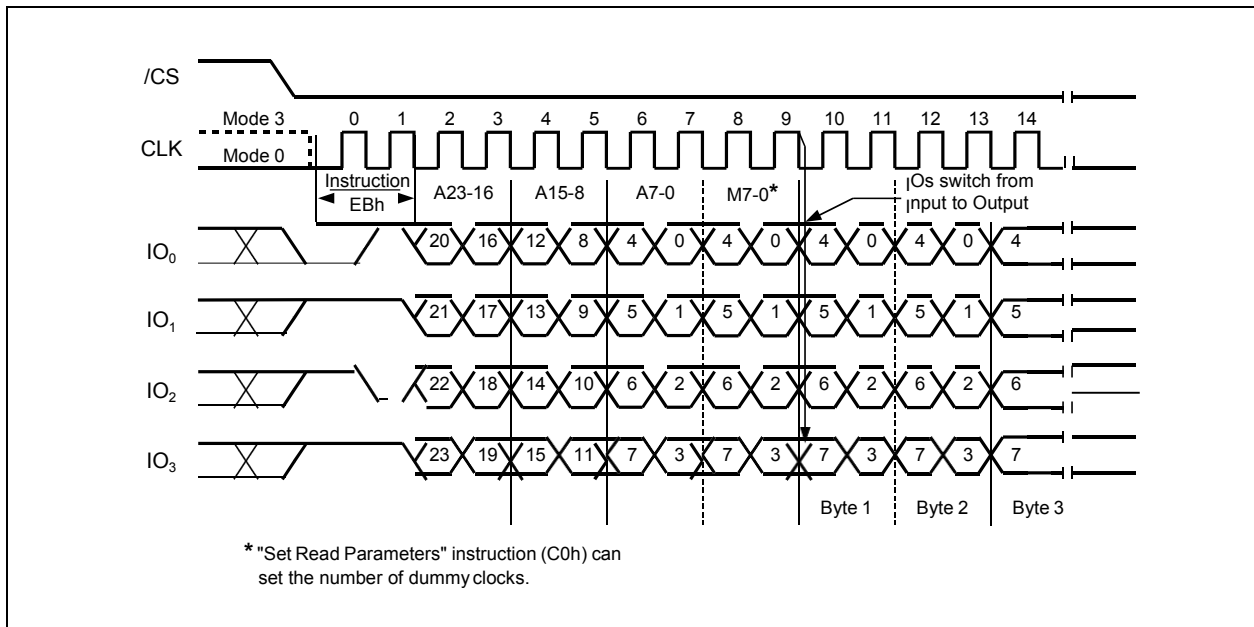 /CS
Mode 3 0 1 2 3 4 5 6 7 8 9 10 11 12 13 14
CLK
Mode 0
Instruction A23-16 A15-8 A7-0 M7-0* IOs switch from
EBh Input to Output
IO0 20 16 12 8 4 0 4 0 4 0 4 0 4
IO1 21 17 13 9 5 1 5 1 5 1 5 1 5
IO2 22 18 14 10 6 2 6 2 6 2 6 2 6
IO3 23 19 15 11 7 3 7 3 7 3 7 3 7
Byte 1 Byte 2 Byte 3
* "Set Read Parameters" instruction (C0h) can
set the number of dummy clocks.